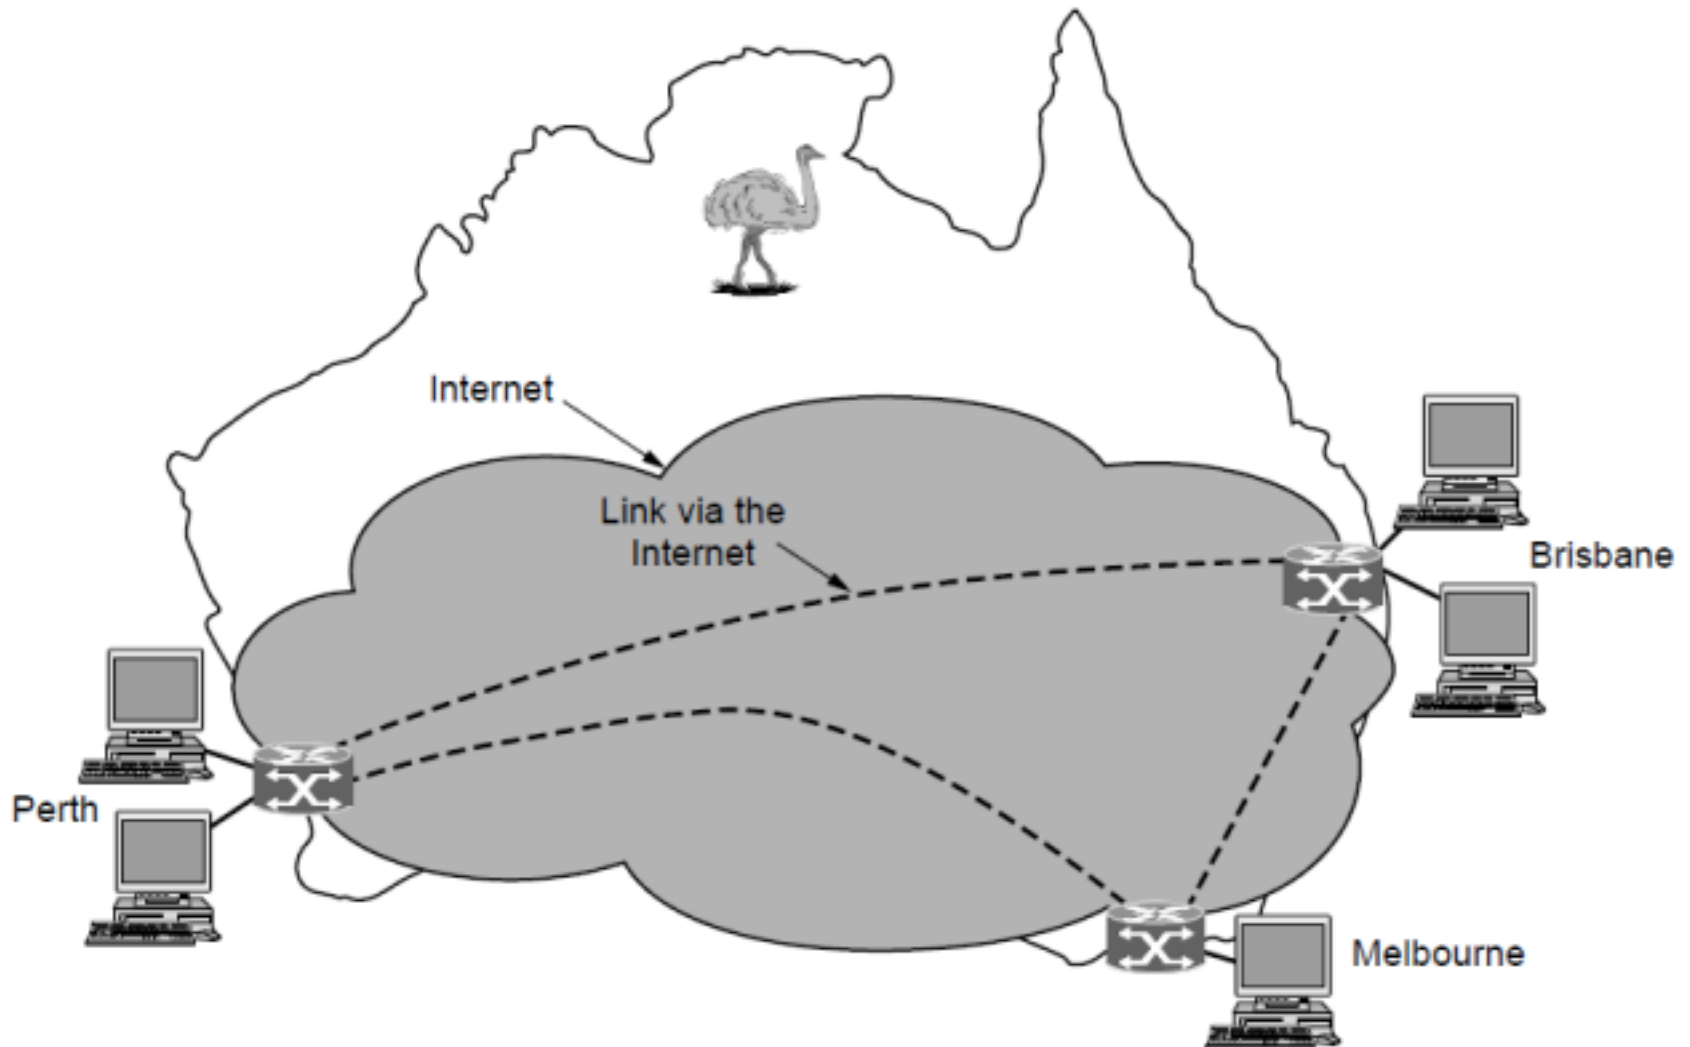 Internet
Link via the
Internet
Brisbane
Perth
Melbourne